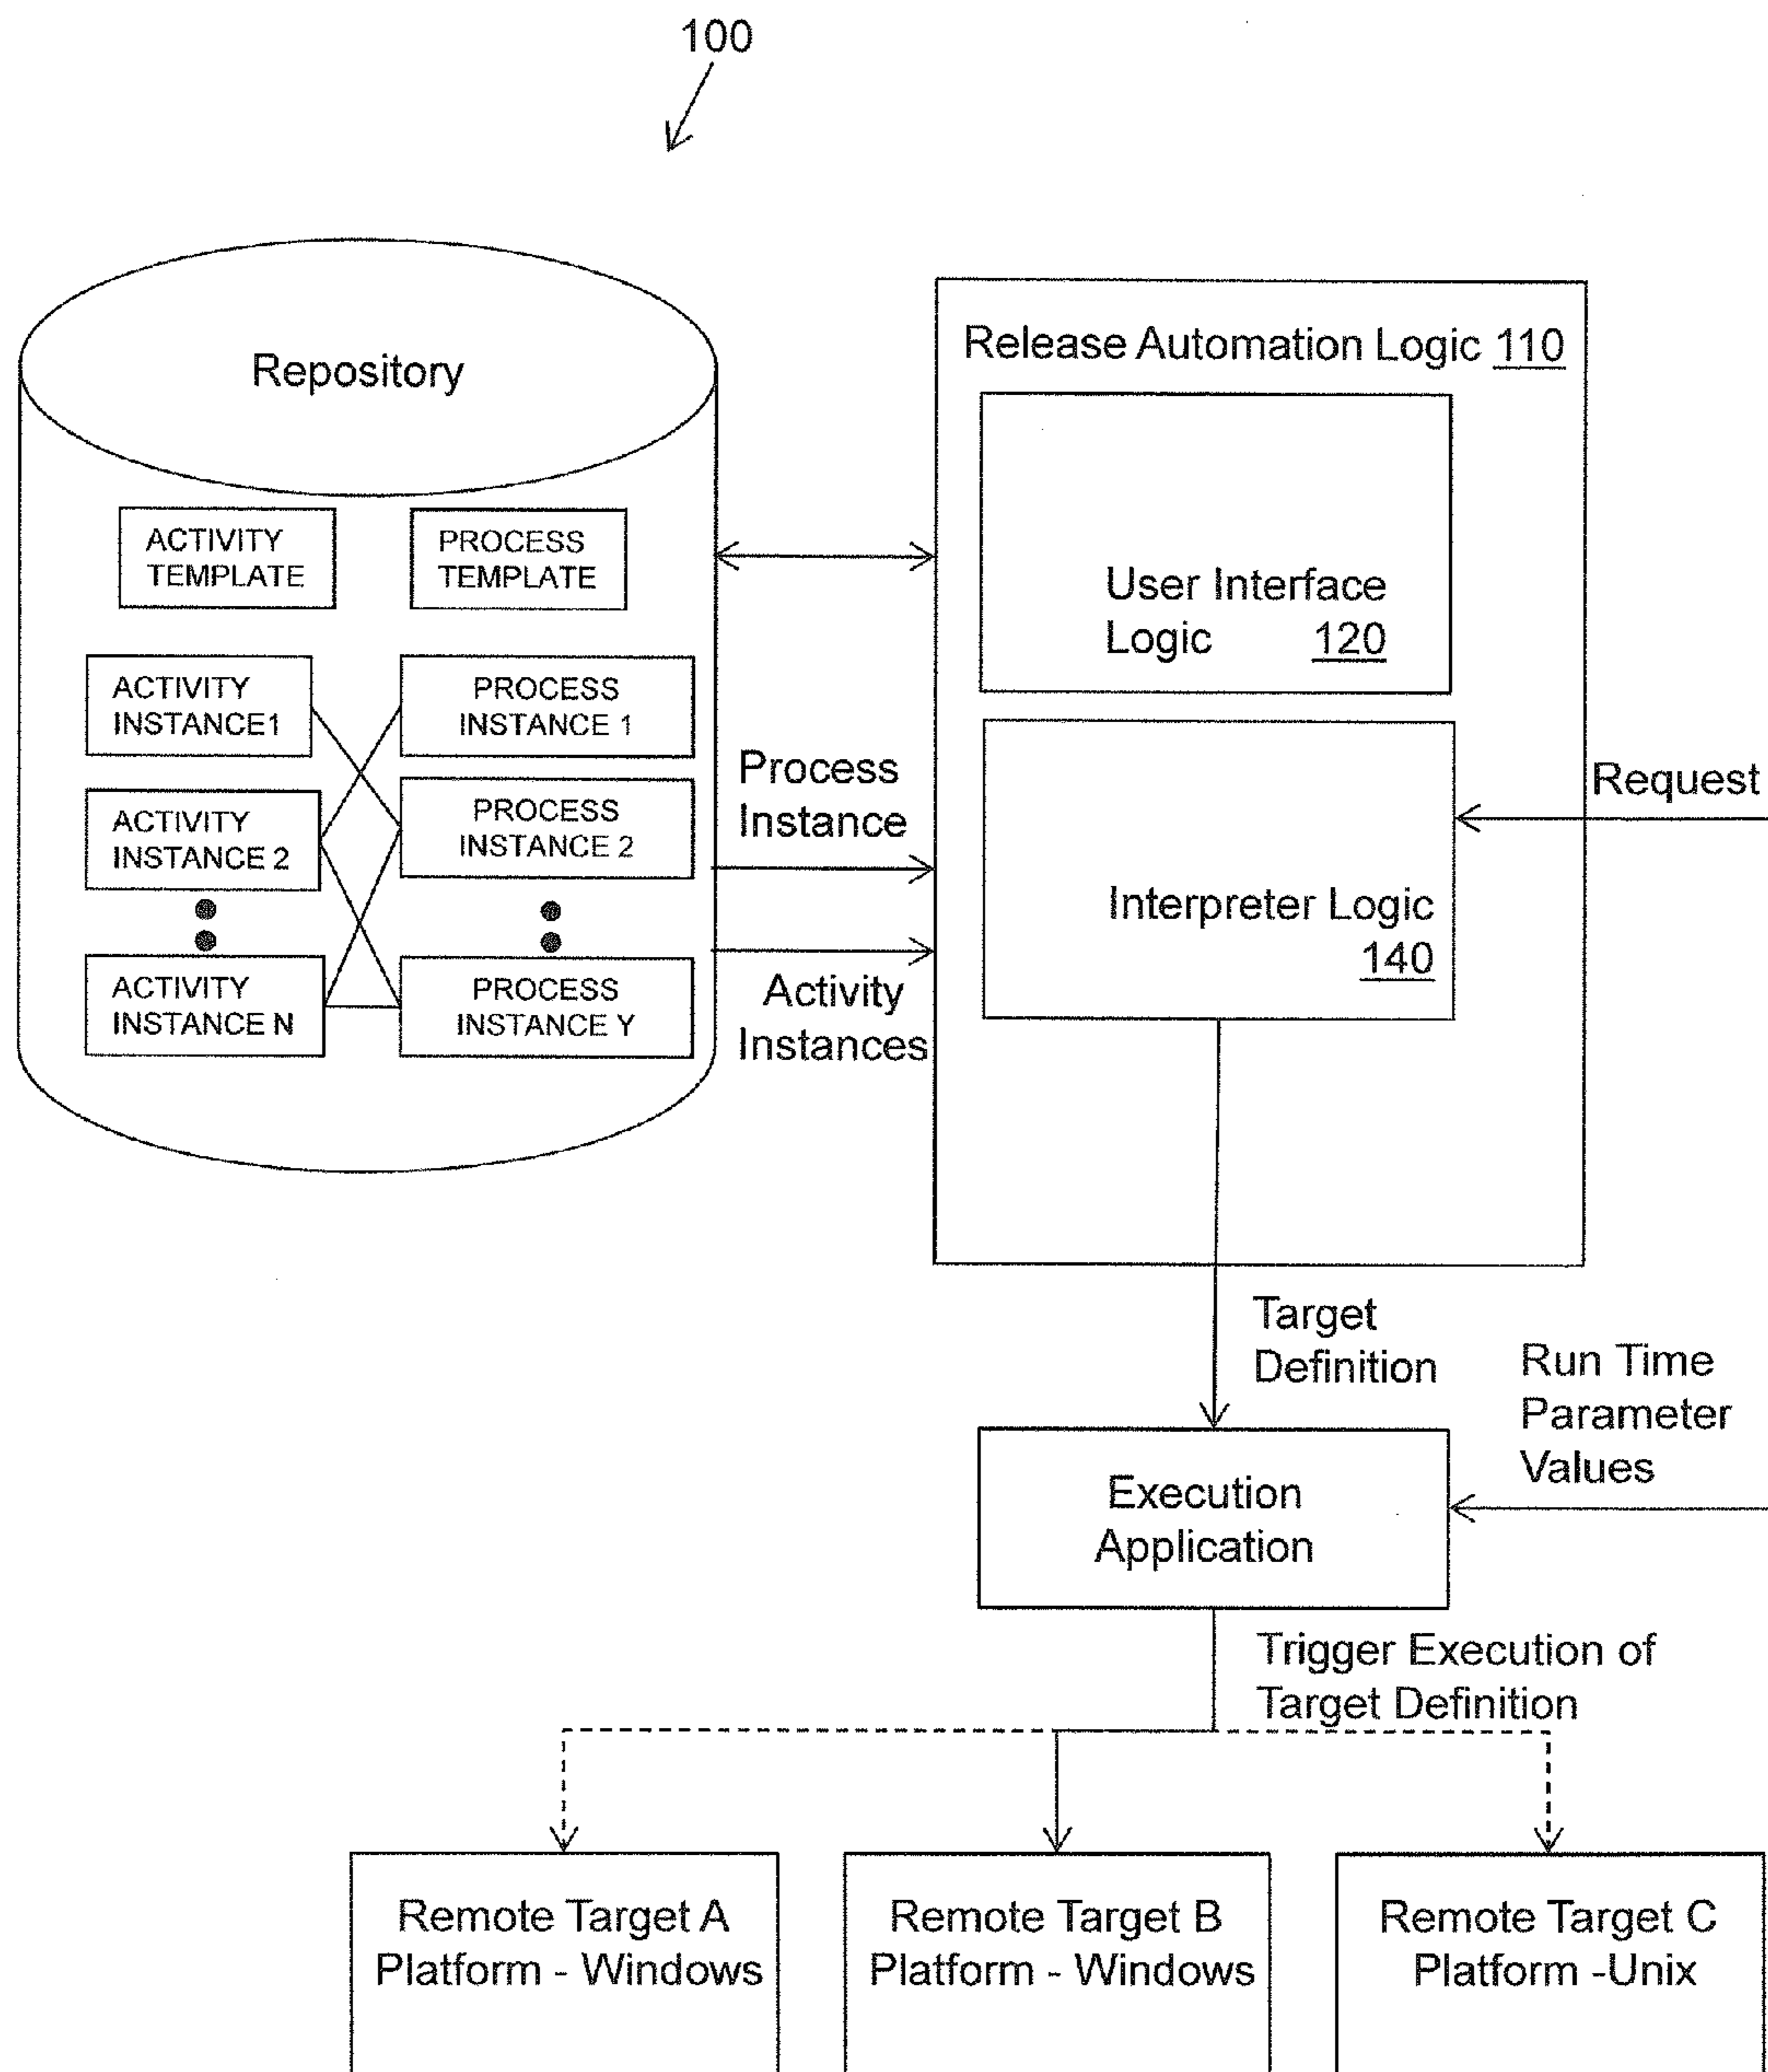 100
Repository
ACTIVITY
TEMPLATE
PROCESS
TEMPLATE
ACTIVITY
INSTANCE1
PROCESS
INSTANCE 1
ACTIVITY
INSTANCE 2
PROCESS
INSTANCE 2
ACTIVITY
INSTANCE N
PROCESS
INSTANCE Y
Process
Instance
Activity
Instances
Release Automation Logic 110
User Interface
Logic 120
Interpreter Logic
140
Request
Target
Definition
Run Time
Parameter
Values
Execution
Application
Trigger Execution of
Target Definition
Remote Target A
Platform - Windows
Remote Target B
Platform - Windows
Remote Target C
Platform -Unix